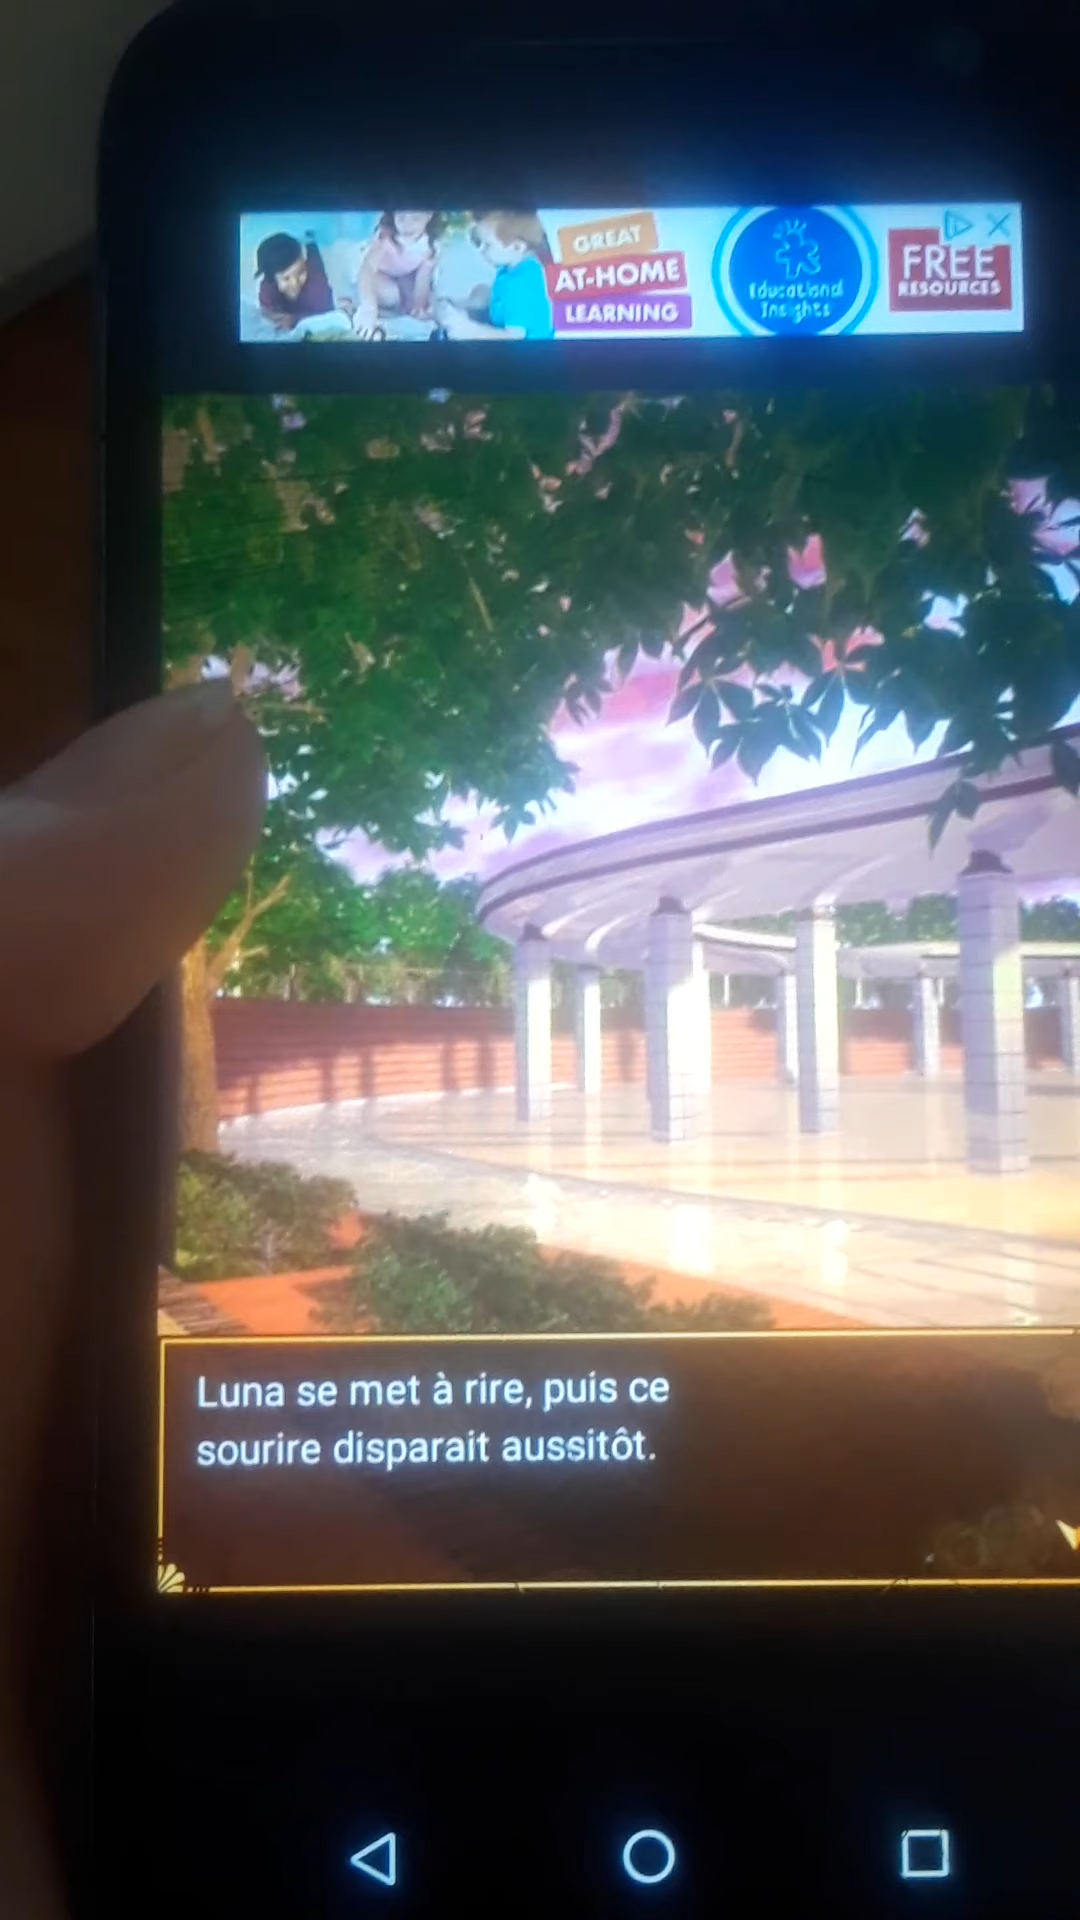 GREAT
AT-HOME
LEARNING
Educational
Insights
FREE
RESOURCES
Luna se met à rire, puis ce
sourire disparait aussitôt.